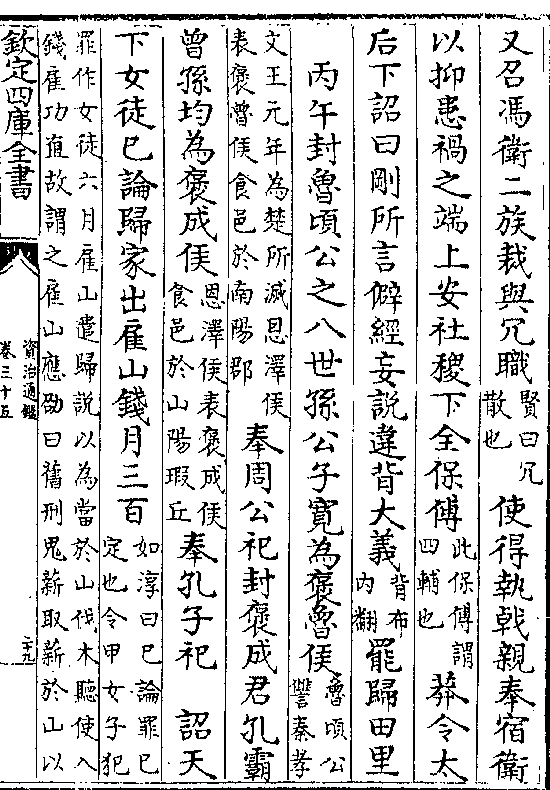 又召馮衛二族裁與冗職賢曰冗散也使得執戟親奉宿衛
以抑患禍之端上安社稷下全保傅此保傅謂四輔也莽令太
后下詔曰剛所言僻經妄說違背大義背布内翻罷歸田里
丙午封魯頃公之八世孫公子寛為褒魯侯魯頃公讐秦孝
文王元年為楚所滅恩澤侯表褒魯侯食邑於南陽郡奉周公祀封褒成君孔霸
曾孫均為褒成侯恩澤侯表褒成侯食邑於山陽瑕丘奉孔子祀 詔天
下女徒已論歸家出雇山錢月三百如淳曰已論罪已定也令甲女子犯
罪作女徒六月雇山遣歸說以為當於山伐木聽使入
錢雇功直故謂之雇山應劭曰舊刑鬼薪取薪於山以
欽定四庫全書
資治通鑑
卷三十五
二十九